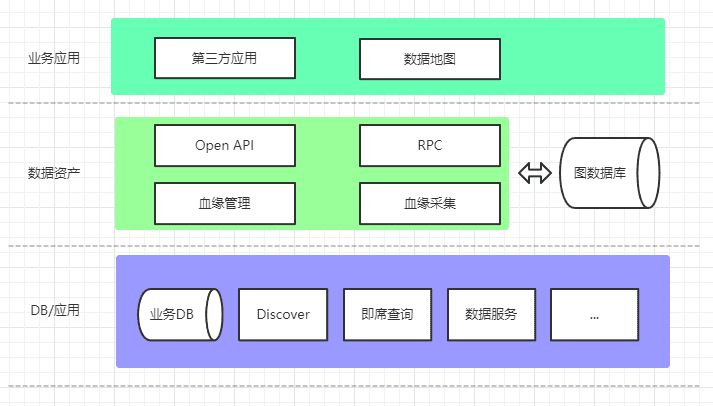 业务应用
第三方应用
数据地图
数据资产
Open API
RPC
血缘管理
血缘采集
图数据库
DB/应用
业务DB
Discover
即席查询
数据服务
...